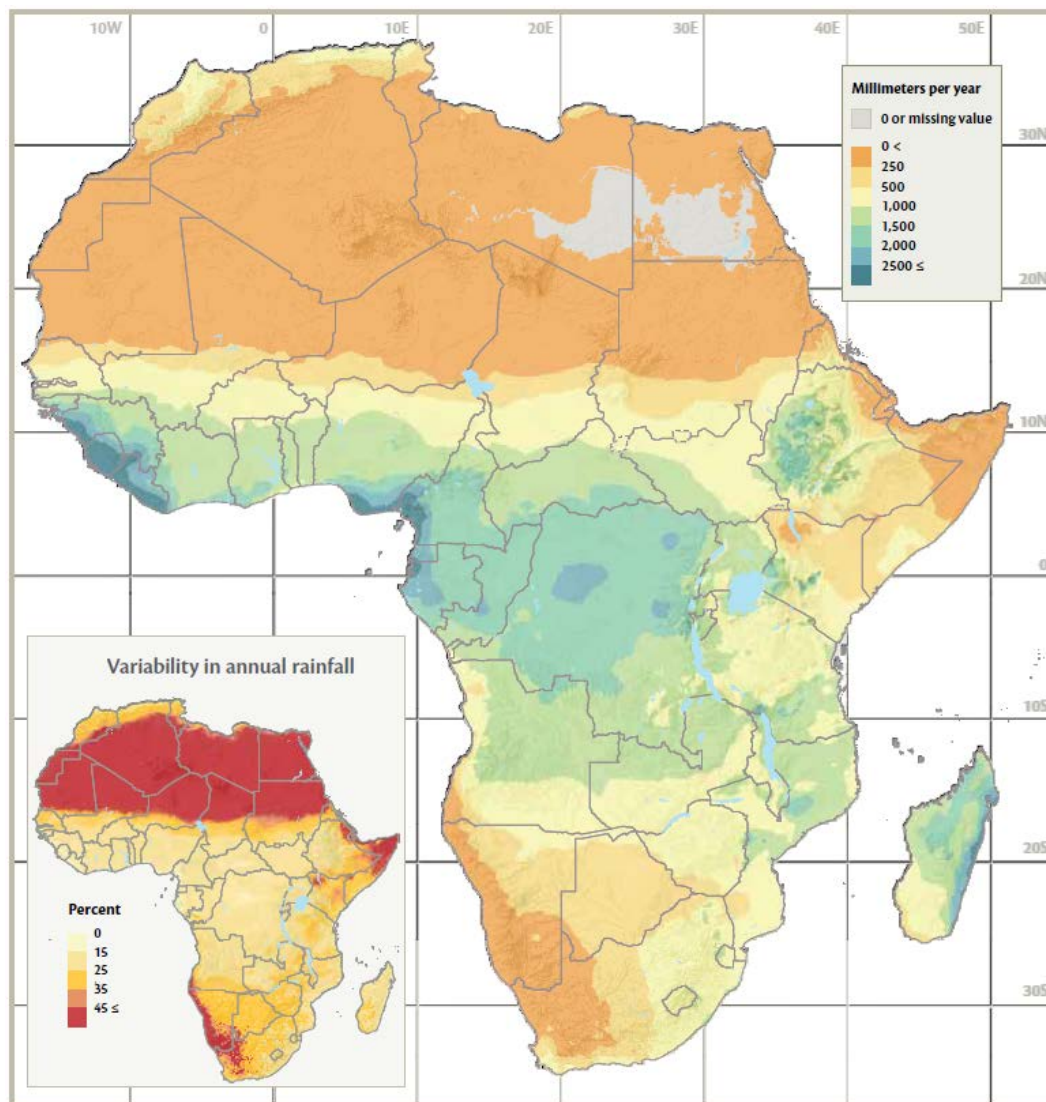 10W 0 10E 20E 30E 40E 50E
Millimeters per year
0 or missing value
0 <
250
500
1,000
1,500
2,000
2500 ≤
30N
20N
10N
0
10S
20S
30S
Variability in annual rainfall
Percent
0
15
25
35
45 ≤